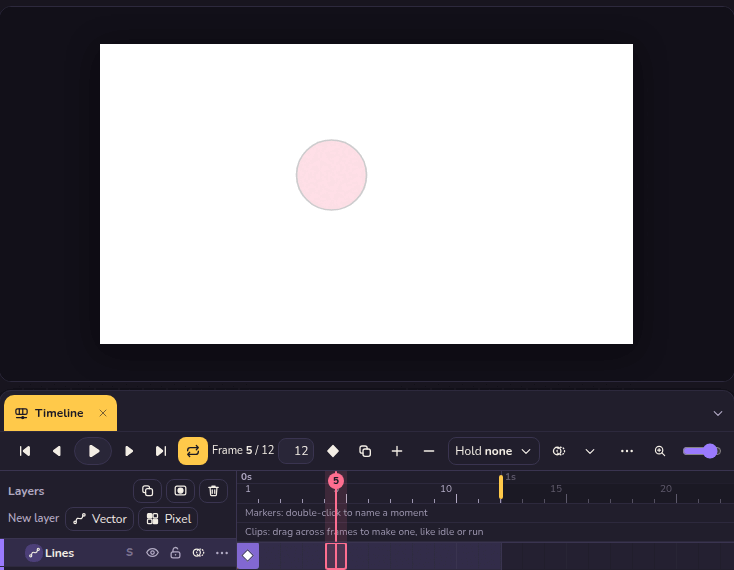 Timeline
Frame 5 / 12 12 Hold none
Layers
0s 1s
1 5 10 15 20
New layer Vector Pixel
Markers: double-click to name a moment
Clips: drag across frames to make one, like idle or run
Lines S